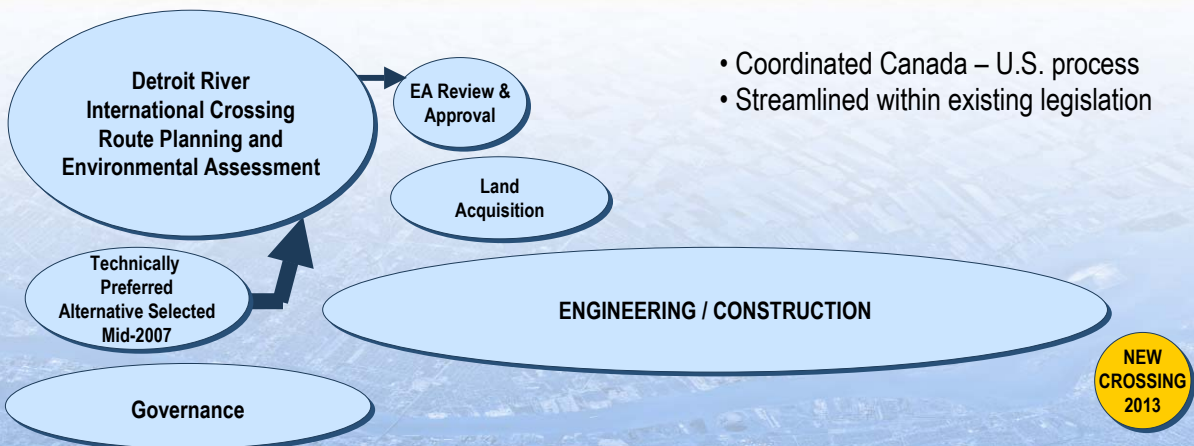 Detroit River
International Crossing
Route Planning and
Environmental Assessment
EA Review &
Approval
• Coordinated Canada – U.S. process
• Streamlined within existing legislation
Land
Acquisition
Technically
Preferred
Alternative Selected
Mid-2007
ENGINEERING / CONSTRUCTION
Governance
NEW
CROSSING
2013